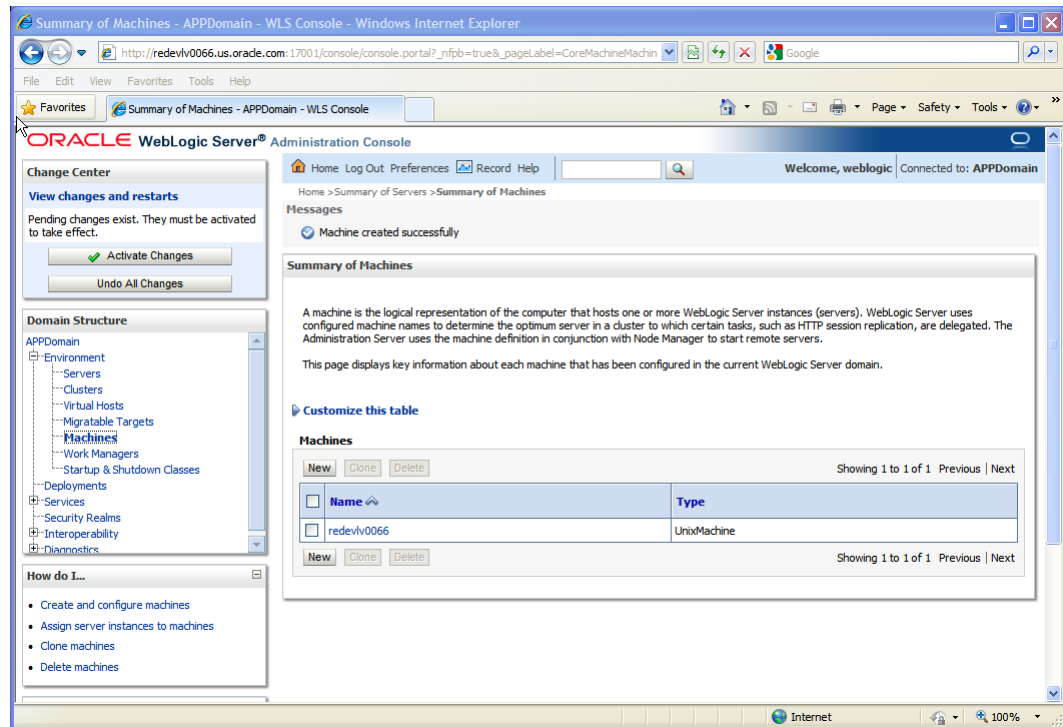 Summary of Machines - APPDomain - WLS Console - Windows Internet Explorer
http://redevlv0066.us.oracle.com:17001/console/console.portal?_nfpb=true&_pageLabel=CoreMachineMachin
Google
File Edit View Favorites Tools Help
Favorites
Summary of Machines - APPDomain - WLS Console
Page Safety Tools
ORACLE WebLogic Server® Administration Console
Change Center
View changes and restarts
Pending changes exist. They must be activated
to take effect.
Activate Changes
Undo All Changes
Domain Structure
APPDomain
Environment
Servers
Clusters
Virtual Hosts
Migratable Targets
Machines
Work Managers
Startup & Shutdown Classes
Deployments
Services
Security Realms
Interoperability
Diagnostics
How do I...
Create and configure machines
Assign server instances to machines
Clone machines
Delete machines
Home Log Out Preferences Record Help
Welcome, weblogic Connected to: APPDomain
Home >Summary of Servers >Summary of Machines
Messages
Machine created successfully
Summary of Machines
A machine is the logical representation of the computer that hosts one or more WebLogic Server instances (servers). WebLogic Server uses
configured machine names to determine the optimum server in a cluster to which certain tasks, such as HTTP session replication, are delegated. The
Administration Server uses the machine definition in conjunction with Node Manager to start remote servers.
This page displays key information about each machine that has been configured in the current WebLogic Server domain.
Customize this table
Machines
New Clone Delete Showing 1 to 1 of 1 Previous | Next
Name Type
redevlv0066 UnixMachine
New Clone Delete Showing 1 to 1 of 1 Previous | Next
Internet 100%